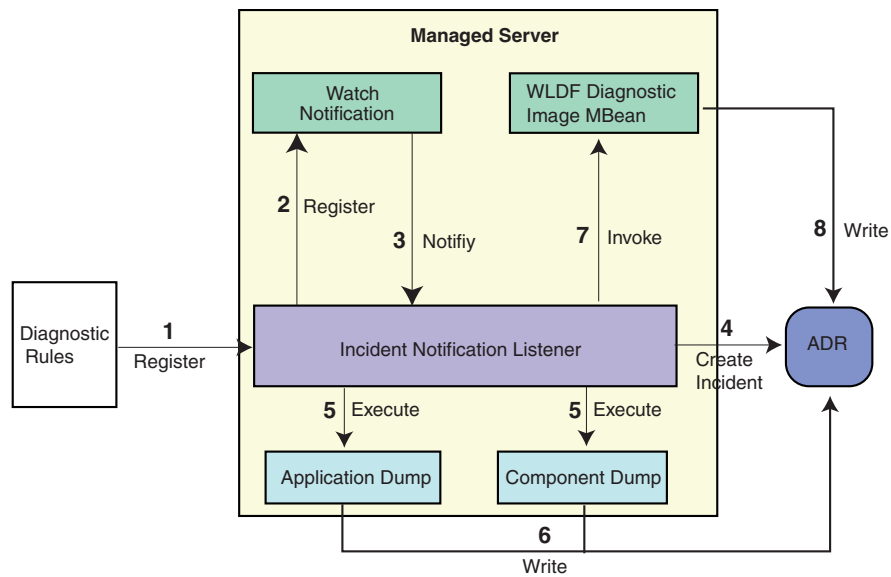 Managed Server
Watch
Notification
WLDF Diagnostic
Image MBean
2 Register
3 Notifiy
7 Invoke
8 Write
Diagnostic
Rules
1
Register
Incident Notification Listener
4
Create
Incident
ADR
5 Execute
5 Execute
Application Dump
Component Dump
6
Write